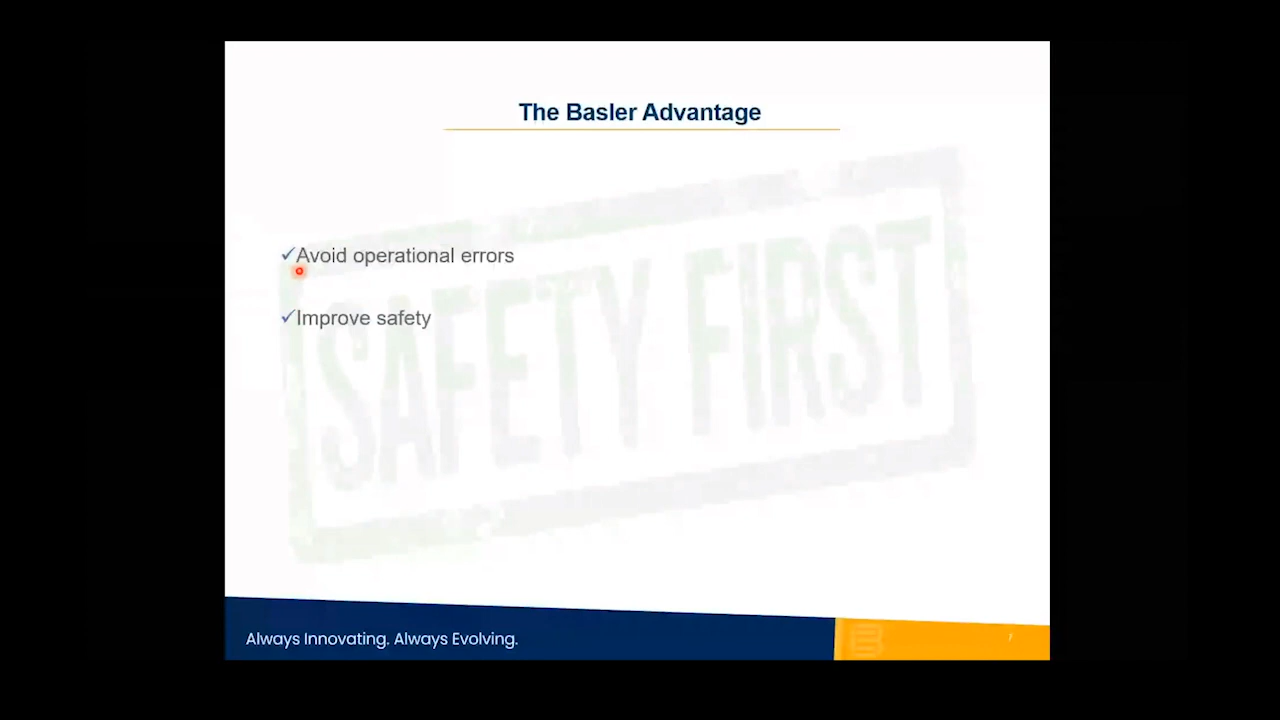 The Basler Advantage
✓Avoid operational errors
✓Improve safety
SAFETY FIRST
Always Innovating. Always Evolving.